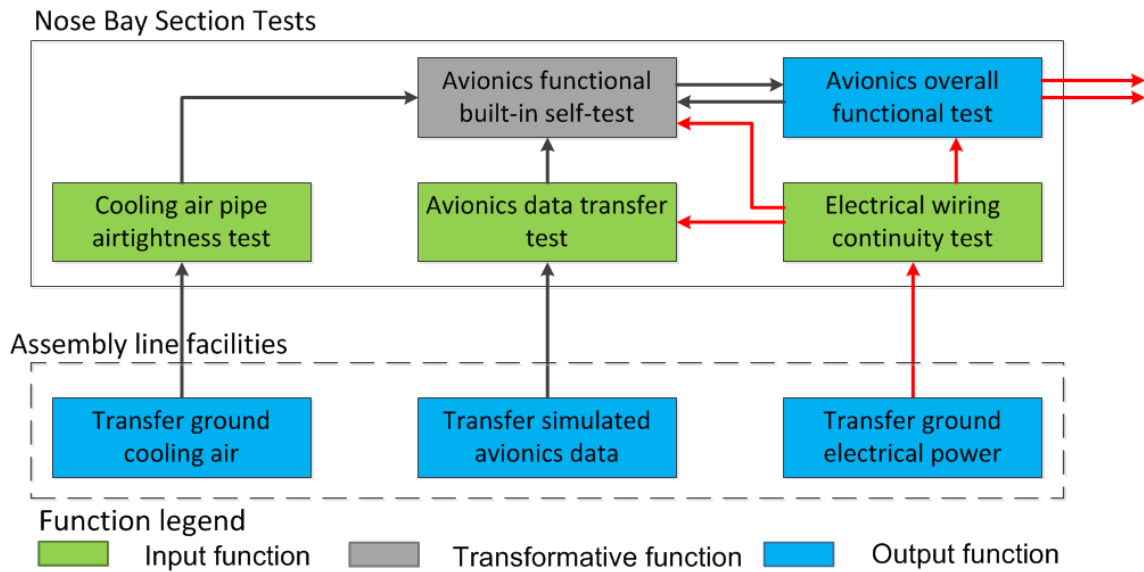 Nose Bay Section Tests
Avionics functional
built-in self-test
Avionics overall
functional test
Cooling air pipe
airtightness test
Avionics data transfer
test
Electrical wiring
continuity test
Assembly line facilities
Transfer ground
cooling air
Transfer simulated
avionics data
Transfer ground
electrical power
Function legend
Input function
Transformative function
Output function